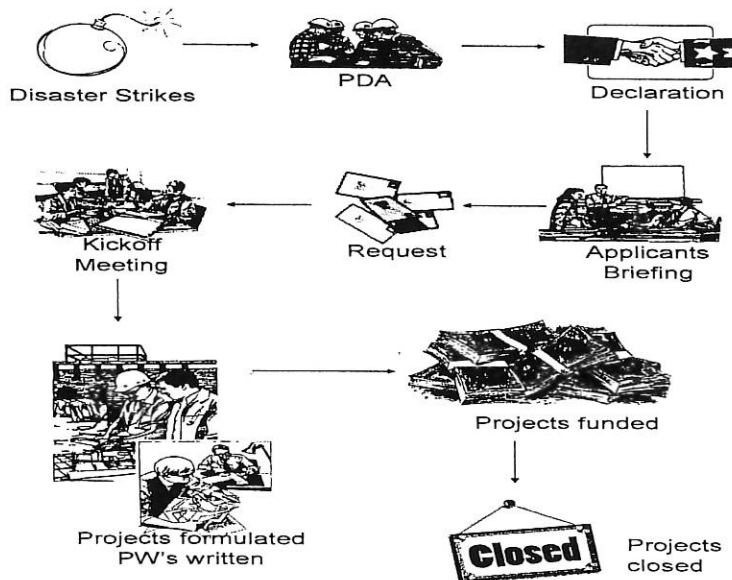 Disaster Strikes
PDA
Declaration
Applicants
Briefing
Request
Kickoff
Meeting
Projects formulated
PW's written
Projects funded
Closed
Projects
closed